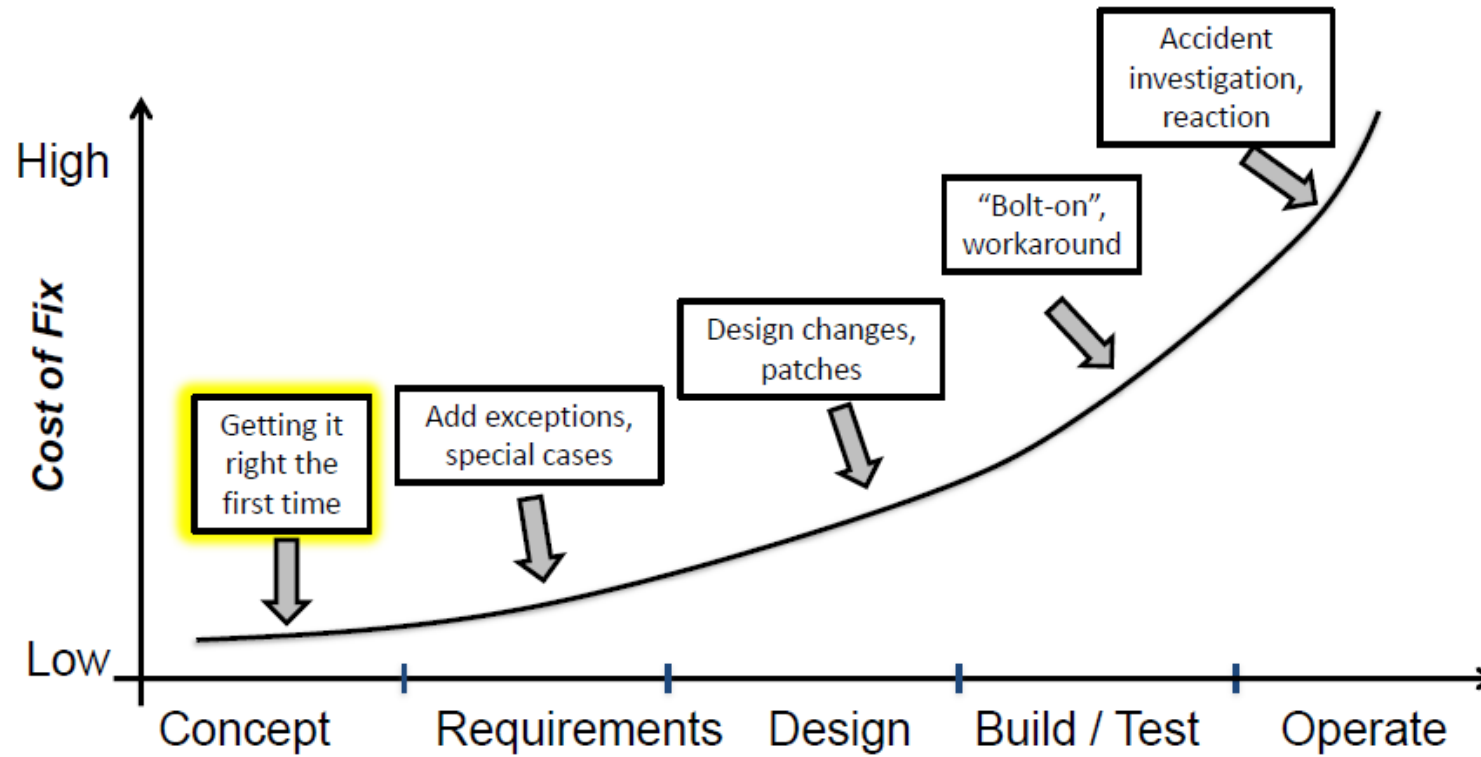 Accident
investigation,
reaction
High
“Bolt-on”,
workaround
Cost of Fix
Design changes,
patches
Getting it
right the
first time
Add exceptions,
special cases
Low
Concept
Requirements
Design
Build / Test
Operate